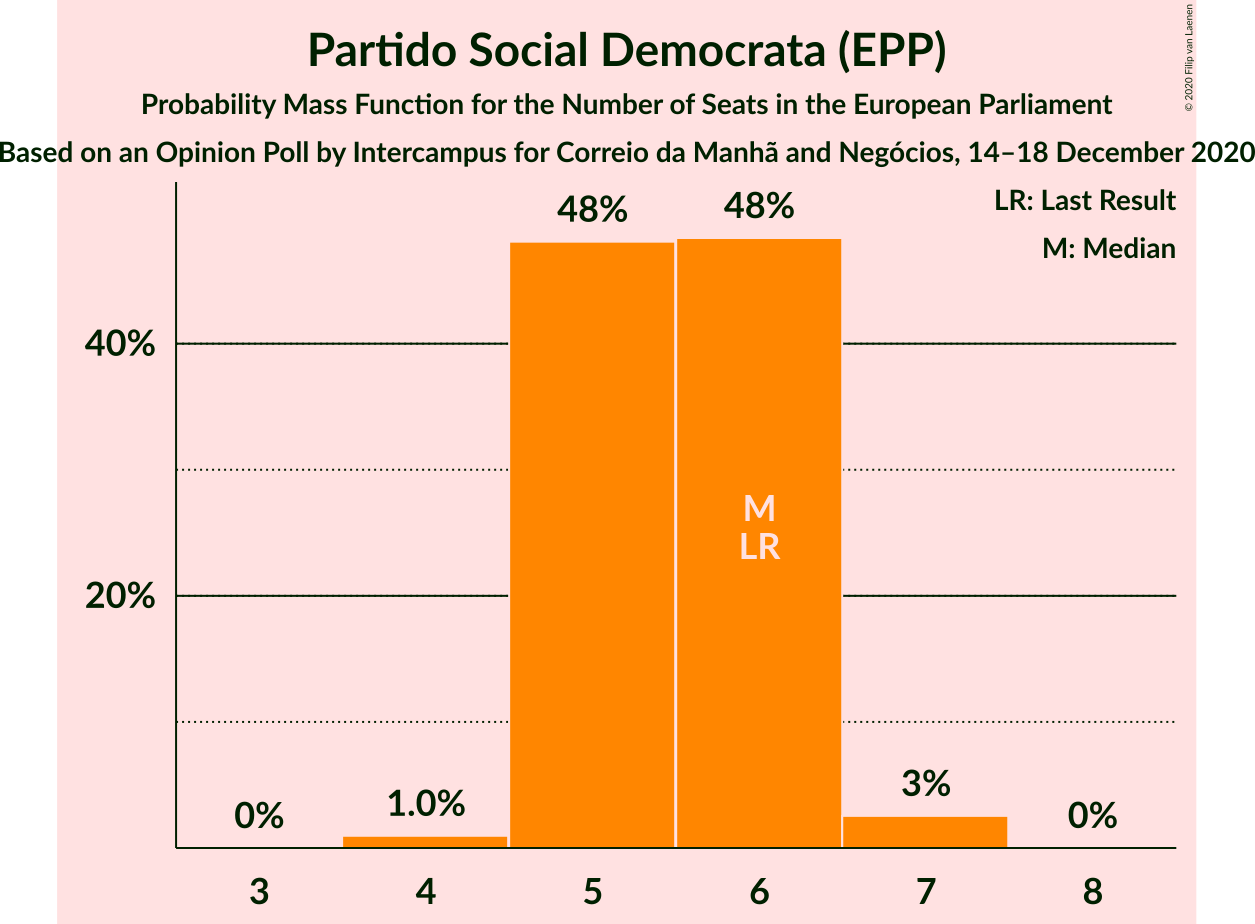 Partido Social Democrata (EPP)
Probability Mass Function for the Number of Seats in the European Parliament
Based on an Opinion Poll by Intercampus for Correio da Manhã and Negócios, 14–18 December 2020
© 2020 Filip van Laenen
LR: Last Result
M: Median
48%
48%
40%
M
LR
20%
3%
1.0%
0%
0%
3
4
5
6
7
8